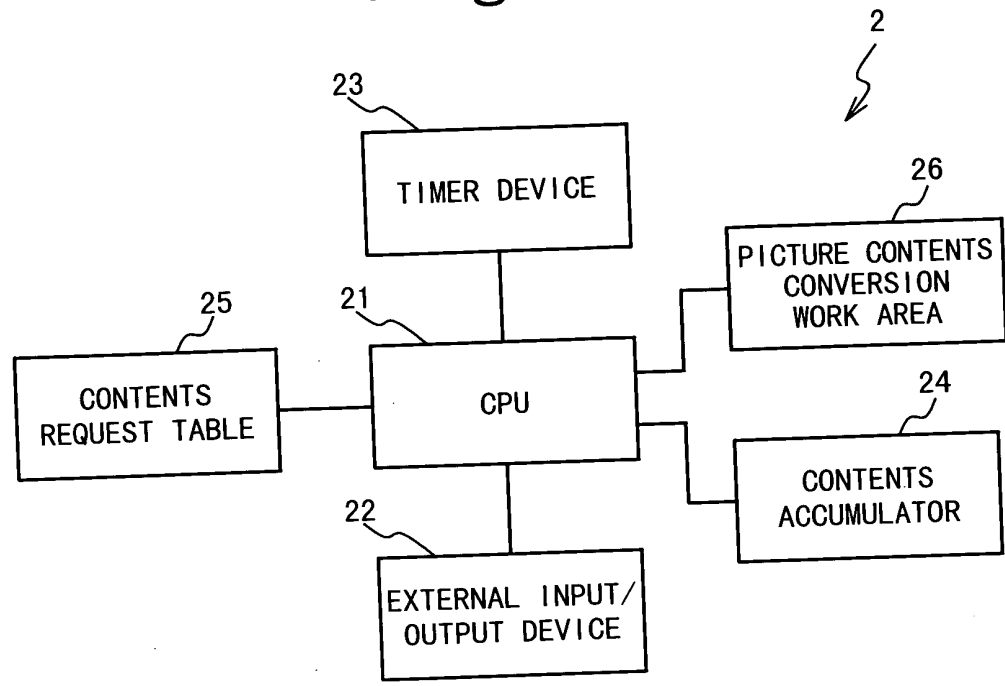 2
23
TIMER DEVICE
26
PICTURE CONTENTS
CONVERSION
WORK AREA
25
CONTENTS
REQUEST TABLE
21
CPU
24
CONTENTS
ACCUMULATOR
22
EXTERNAL INPUT/
OUTPUT DEVICE